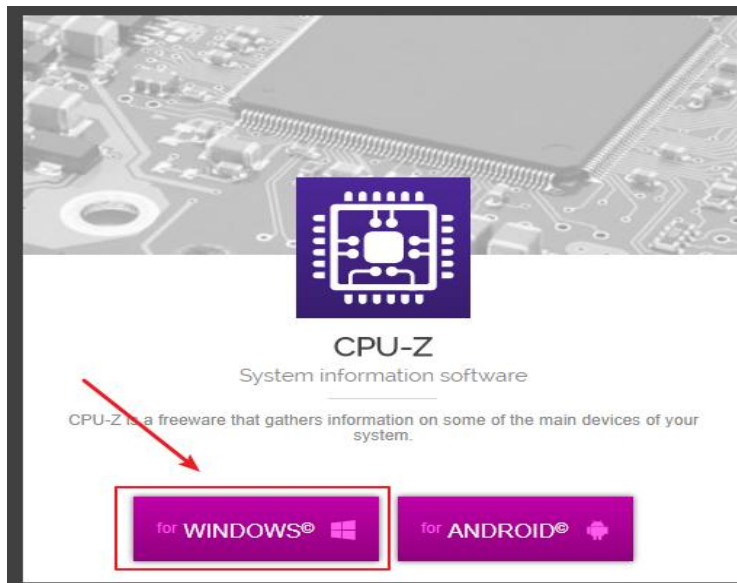 CPU-Z
System information software
CPU-Z is a freeware that gathers information on some of the main devices of your
system.
for WINDOWS©
for ANDROID©